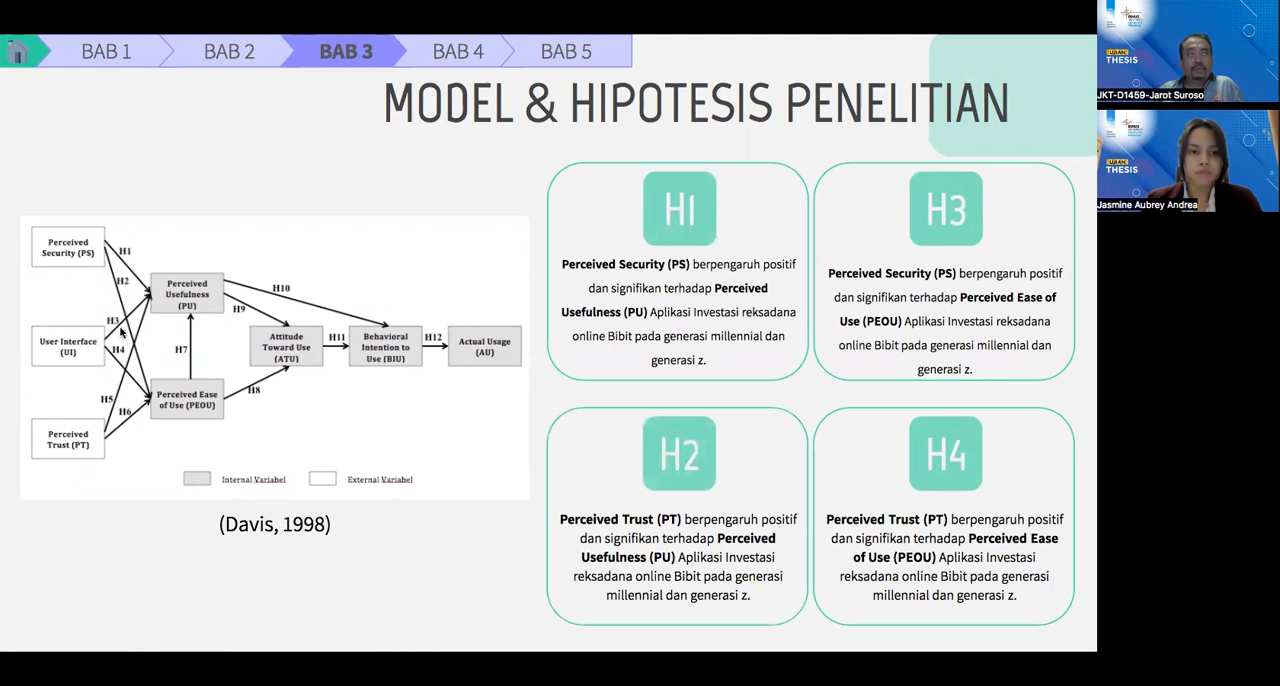 BAB 1
BAB 2
BAB 3
BAB 4
BAB 5
MODEL & HIPOTESIS PENELITIAN
Perceived
Security (PS)
User Interface
(UI)
Perceived
Trust (PT)
Perceived
Usefulness
(PU)
Perceived Ease
of Use (PEOU)
Attitude
Toward Use
(ATU)
Behavioral
Intention to
Use (BIU)
Actual Usage
(AU)
H1
H2
H3
H4
H5
H6
H7
H8
H9
H10
H11
H12
Internal Variabel
External Variabel
(Davis, 1998)
H1
Perceived Security (PS) berpengaruh positif
dan signifikan terhadap Perceived
Usefulness (PU) Aplikasi Investasi reksadana
online Bibit pada generasi millennial dan
generasi z.
H3
Perceived Security (PS) berpengaruh positif
dan signifikan terhadap Perceived Ease of
Use (PEOU) Aplikasi Investasi reksadana
online Bibit pada generasi millennial dan
generasi z.
H2
Perceived Trust (PT) berpengaruh positif
dan signifikan terhadap Perceived
Usefulness (PU) Aplikasi Investasi
reksadana online Bibit pada generasi
millennial dan generasi z.
H4
Perceived Trust (PT) berpengaruh positif
dan signifikan terhadap Perceived Ease
of Use (PEOU) Aplikasi Investasi
reksadana online Bibit pada generasi
millennial dan generasi z.
UJIAN
THESIS
JKT-D1459-Jarot Suroso
UJIAN
THESIS
Jasmine Aubrey Andrea